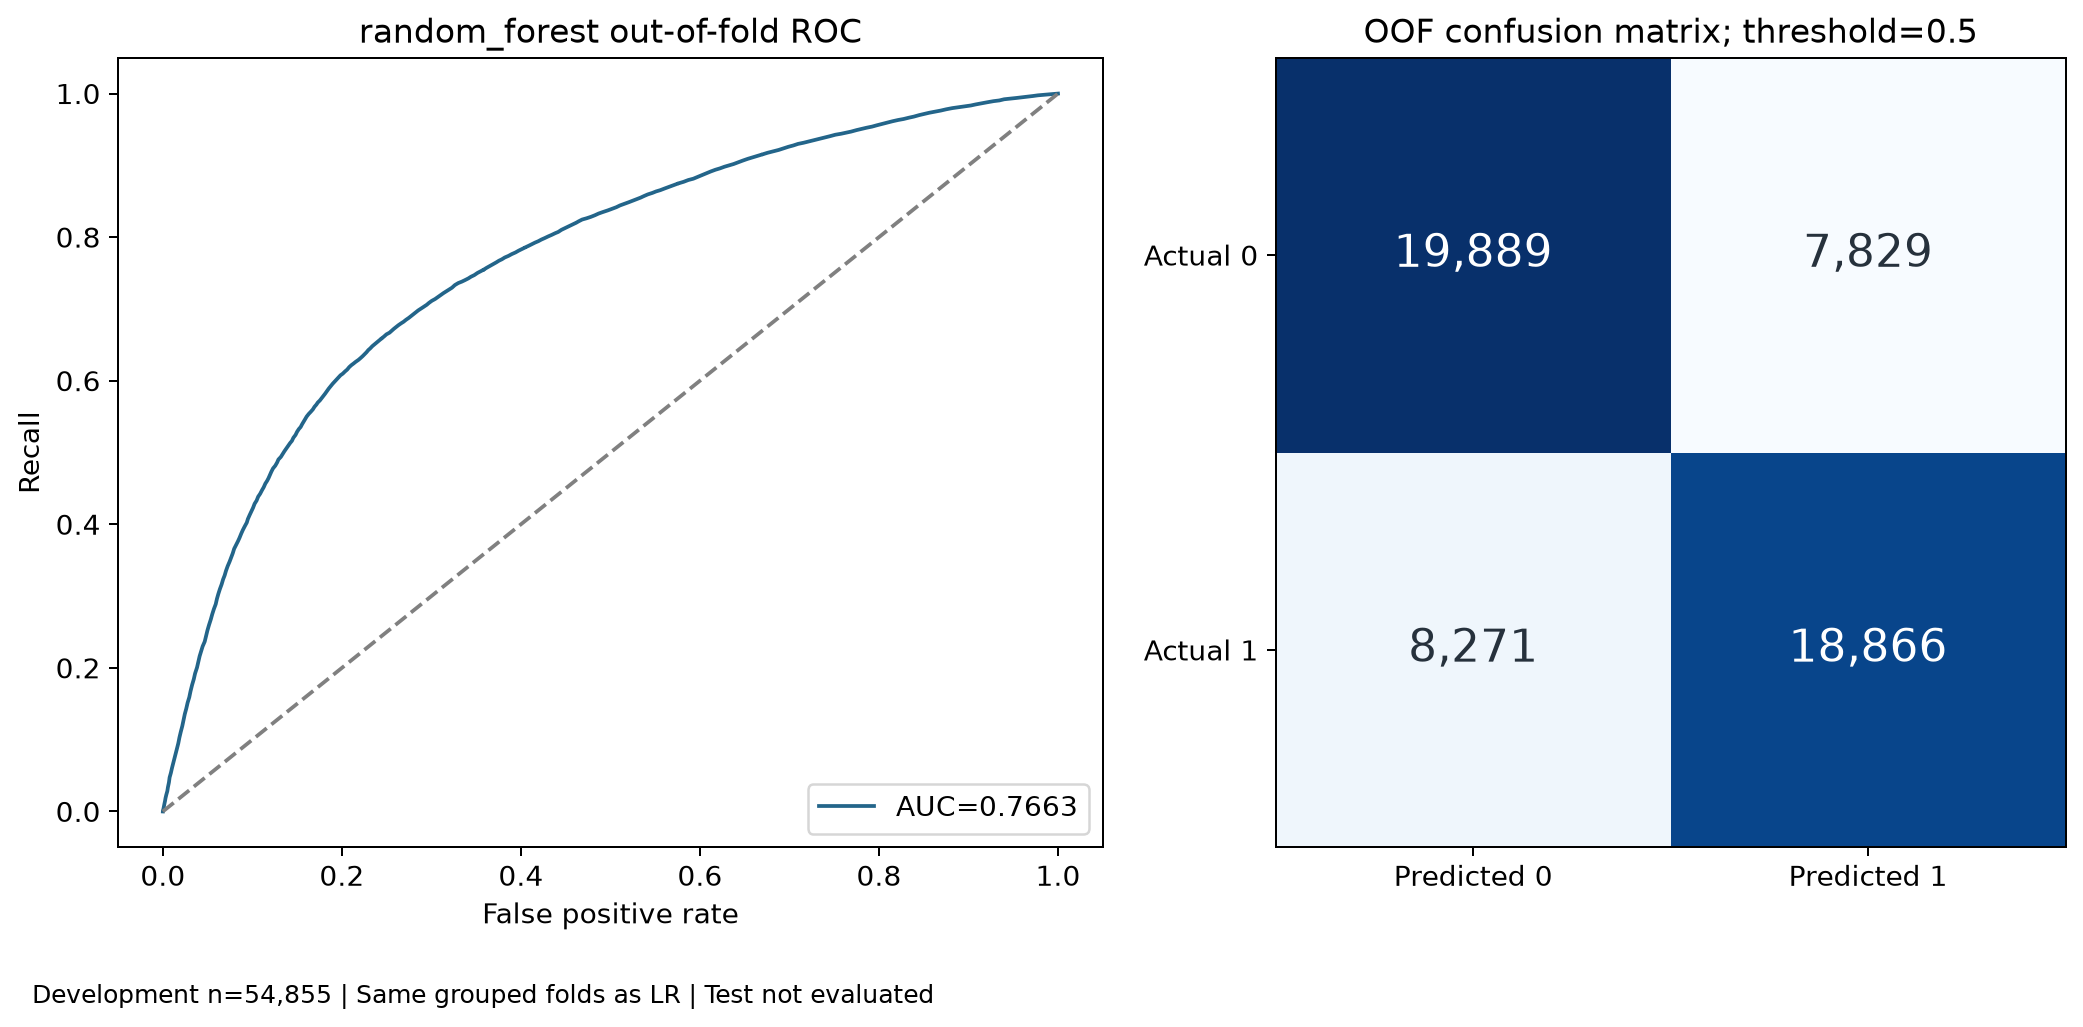 random_forest out-of-fold ROC
Recall
1.0
0.8
0.6
0.4
0.2
0.0
AUC=0.7663
0.0 0.2 0.4 0.6 0.8 1.0
False positive rate
OOF confusion matrix; threshold=0.5
Actual 0 19,889 7,829
Actual 1 8,271 18,866
Predicted 0 Predicted 1
Development n=54,855 | Same grouped folds as LR | Test not evaluated